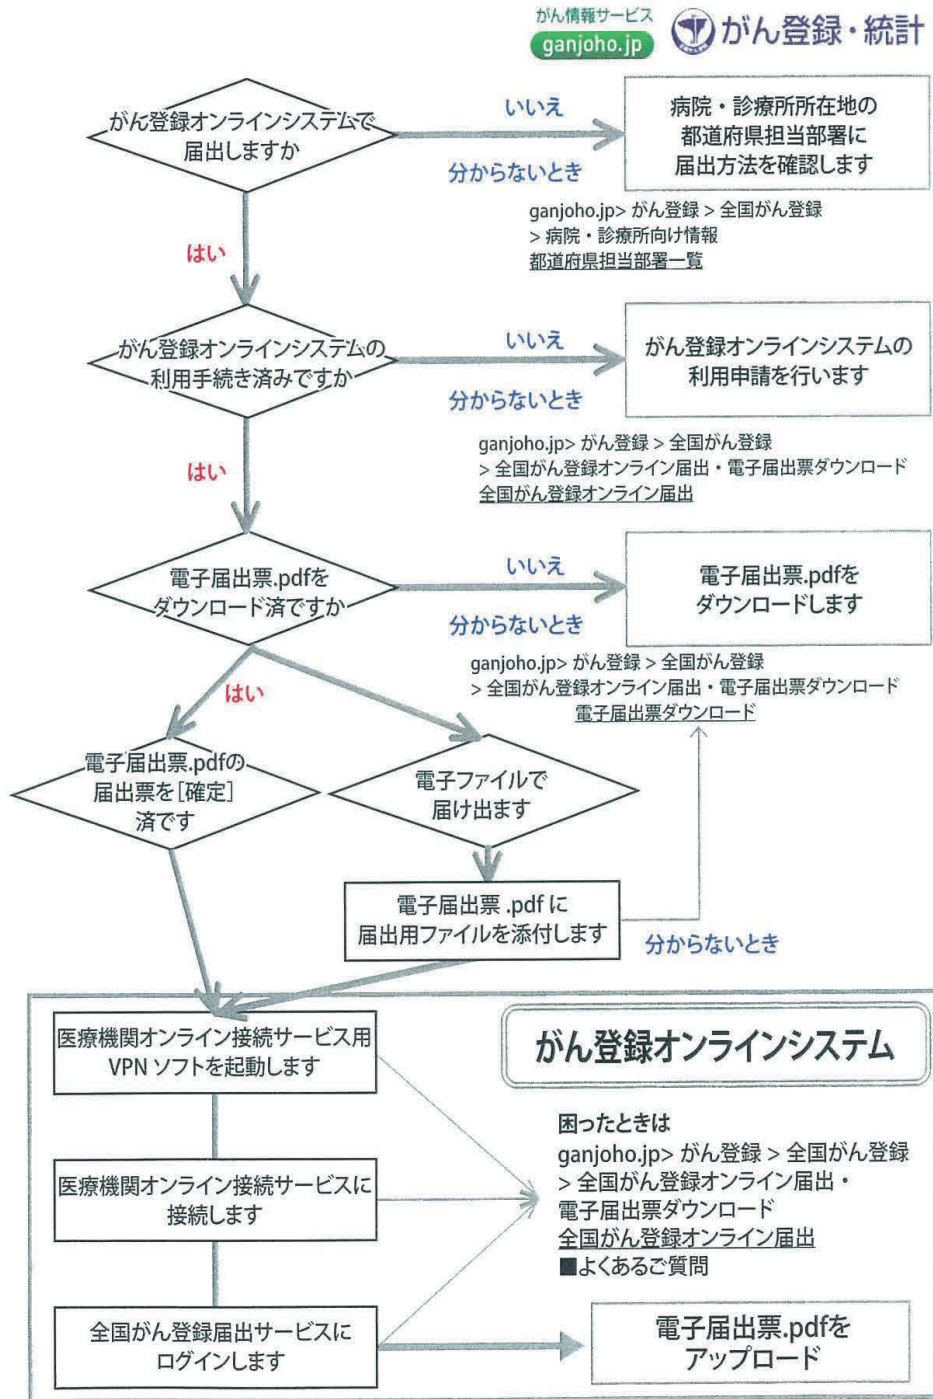 がん情報サービス
ganjoho.jp
がん登録・統計
がん登録オンラインシステムで
届出しますか
いいえ
分からないとき
病院・診療所所在地の
都道府県担当部署に
届出方法を確認します
ganjoho.jp> がん登録 > 全国がん登録
> 病院・診療所向け情報
都道府県担当部署一覧
はい
がん登録オンラインシステムの
利用手続き済みですか
いいえ
分からないとき
がん登録オンラインシステムの
利用申請を行います
ganjoho.jp> がん登録 > 全国がん登録
> 全国がん登録オンライン届出・電子届出票ダウンロード
全国がん登録オンライン届出
はい
電子届出票.pdfを
ダウンロード済ですか
いいえ
分からないとき
電子届出票.pdfを
ダウンロードします
ganjoho.jp> がん登録 > 全国がん登録
> 全国がん登録オンライン届出・電子届出票ダウンロード
電子届出票ダウンロード
はい
電子届出票.pdfの
届出票を[確定]
済です
電子ファイルで
届け出ます
電子届出票 .pdf に
届出用ファイルを添付します
分からないとき
医療機関オンライン接続サービス用
VPN ソフトを起動します
がん登録オンラインシステム
医療機関オンライン接続サービスに
接続します
困ったときは
ganjoho.jp> がん登録 > 全国がん登録
> 全国がん登録オンライン届出・
電子届出票ダウンロード
全国がん登録オンライン届出
■よくあるご質問
全国がん登録届出サービスに
ログインします
電子届出票.pdfを
アップロード